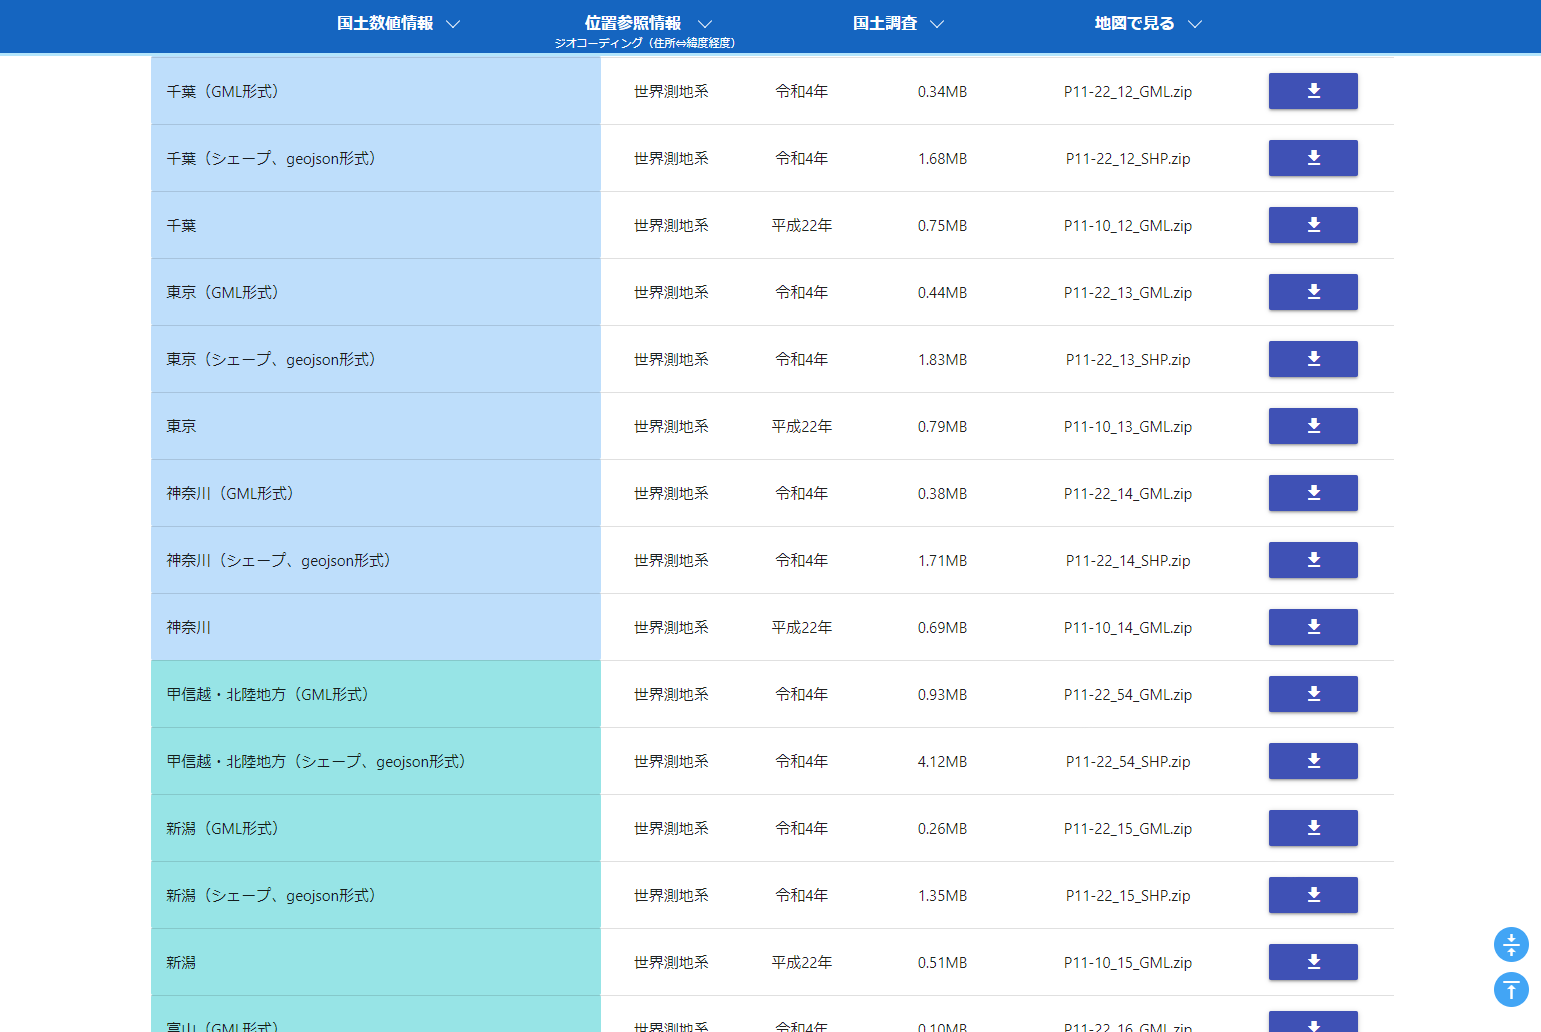 国土数値情報 位置参照情報 国土調査 地図で見る
ジオコーディング（住所⇔緯度経度）
千葉（GML形式） 世界測地系 令和4年 0.34MB P11-22_12_GML.zip
千葉（シェープ、geojson形式） 世界測地系 令和4年 1.68MB P11-22_12_SHP.zip
千葉 世界測地系 平成22年 0.75MB P11-10_12_GML.zip
東京（GML形式） 世界測地系 令和4年 0.44MB P11-22_13_GML.zip
東京（シェープ、geojson形式） 世界測地系 令和4年 1.83MB P11-22_13_SHP.zip
東京 世界測地系 平成22年 0.79MB P11-10_13_GML.zip
神奈川（GML形式） 世界測地系 令和4年 0.38MB P11-22_14_GML.zip
神奈川（シェープ、geojson形式） 世界測地系 令和4年 1.71MB P11-22_14_SHP.zip
神奈川 世界測地系 平成22年 0.69MB P11-10_14_GML.zip
甲信越・北陸地方（GML形式） 世界測地系 令和4年 0.93MB P11-22_54_GML.zip
甲信越・北陸地方（シェープ、geojson形式） 世界測地系 令和4年 4.12MB P11-22_54_SHP.zip
新潟（GML形式） 世界測地系 令和4年 0.26MB P11-22_15_GML.zip
新潟（シェープ、geojson形式） 世界測地系 令和4年 1.35MB P11-22_15_SHP.zip
新潟 世界測地系 平成22年 0.51MB P11-10_15_GML.zip
富山（GML形式） 世界測地系 令和4年 0.10MB P11-22_16_GML.zip